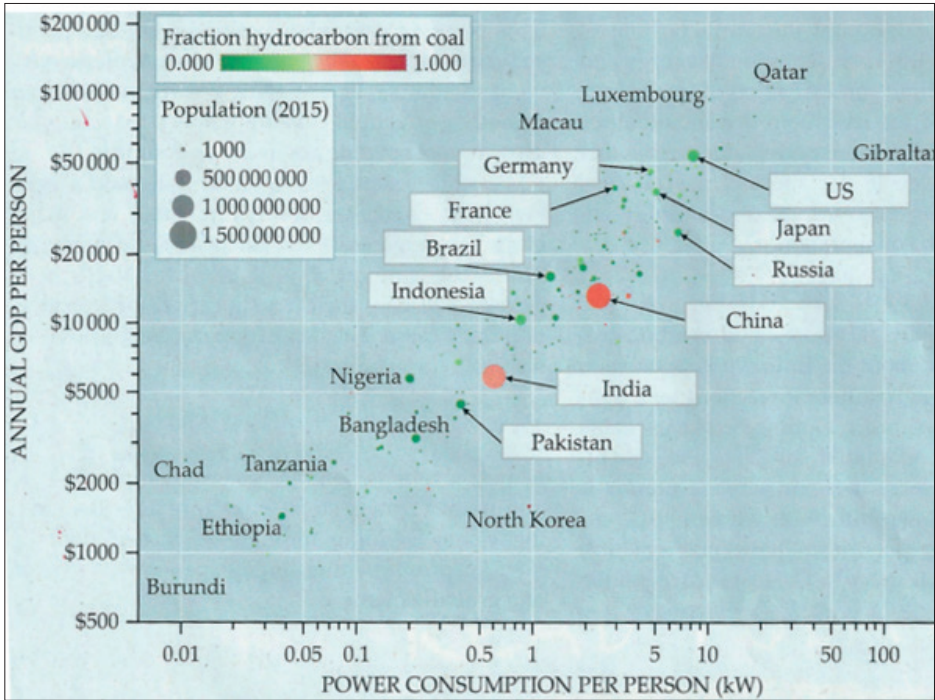 $200 000
Fraction hydrocarbon from coal
0.000 1.000
Qatar
$100 000
Luxembourg
Population (2015)
Macau
1000
$50 000
Germany
Gibraltar
500 000 000
US
1 000 000 000
France
Japan
1 500 000 000
Brazil
$20 000
Russia
Indonesia
$10 000
China
Nigeria
India
$5000
Bangladesh
Pakistan
Chad
Tanzania
$2000
North Korea
Ethiopia
$1000
Burundi
$500
ANNUAL GDP PER PERSON
0.01 0.05 0.1 0.5 1 5 10 50 100
POWER CONSUMPTION PER PERSON (kW)